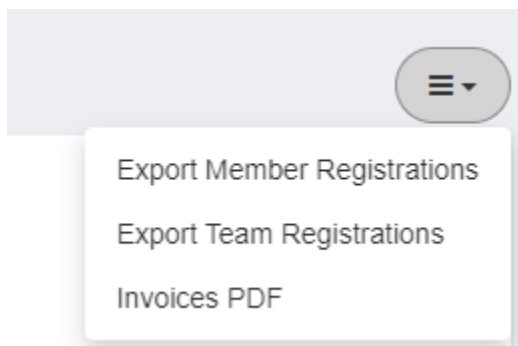 Export Member Registrations
Export Team Registrations
Invoices PDF